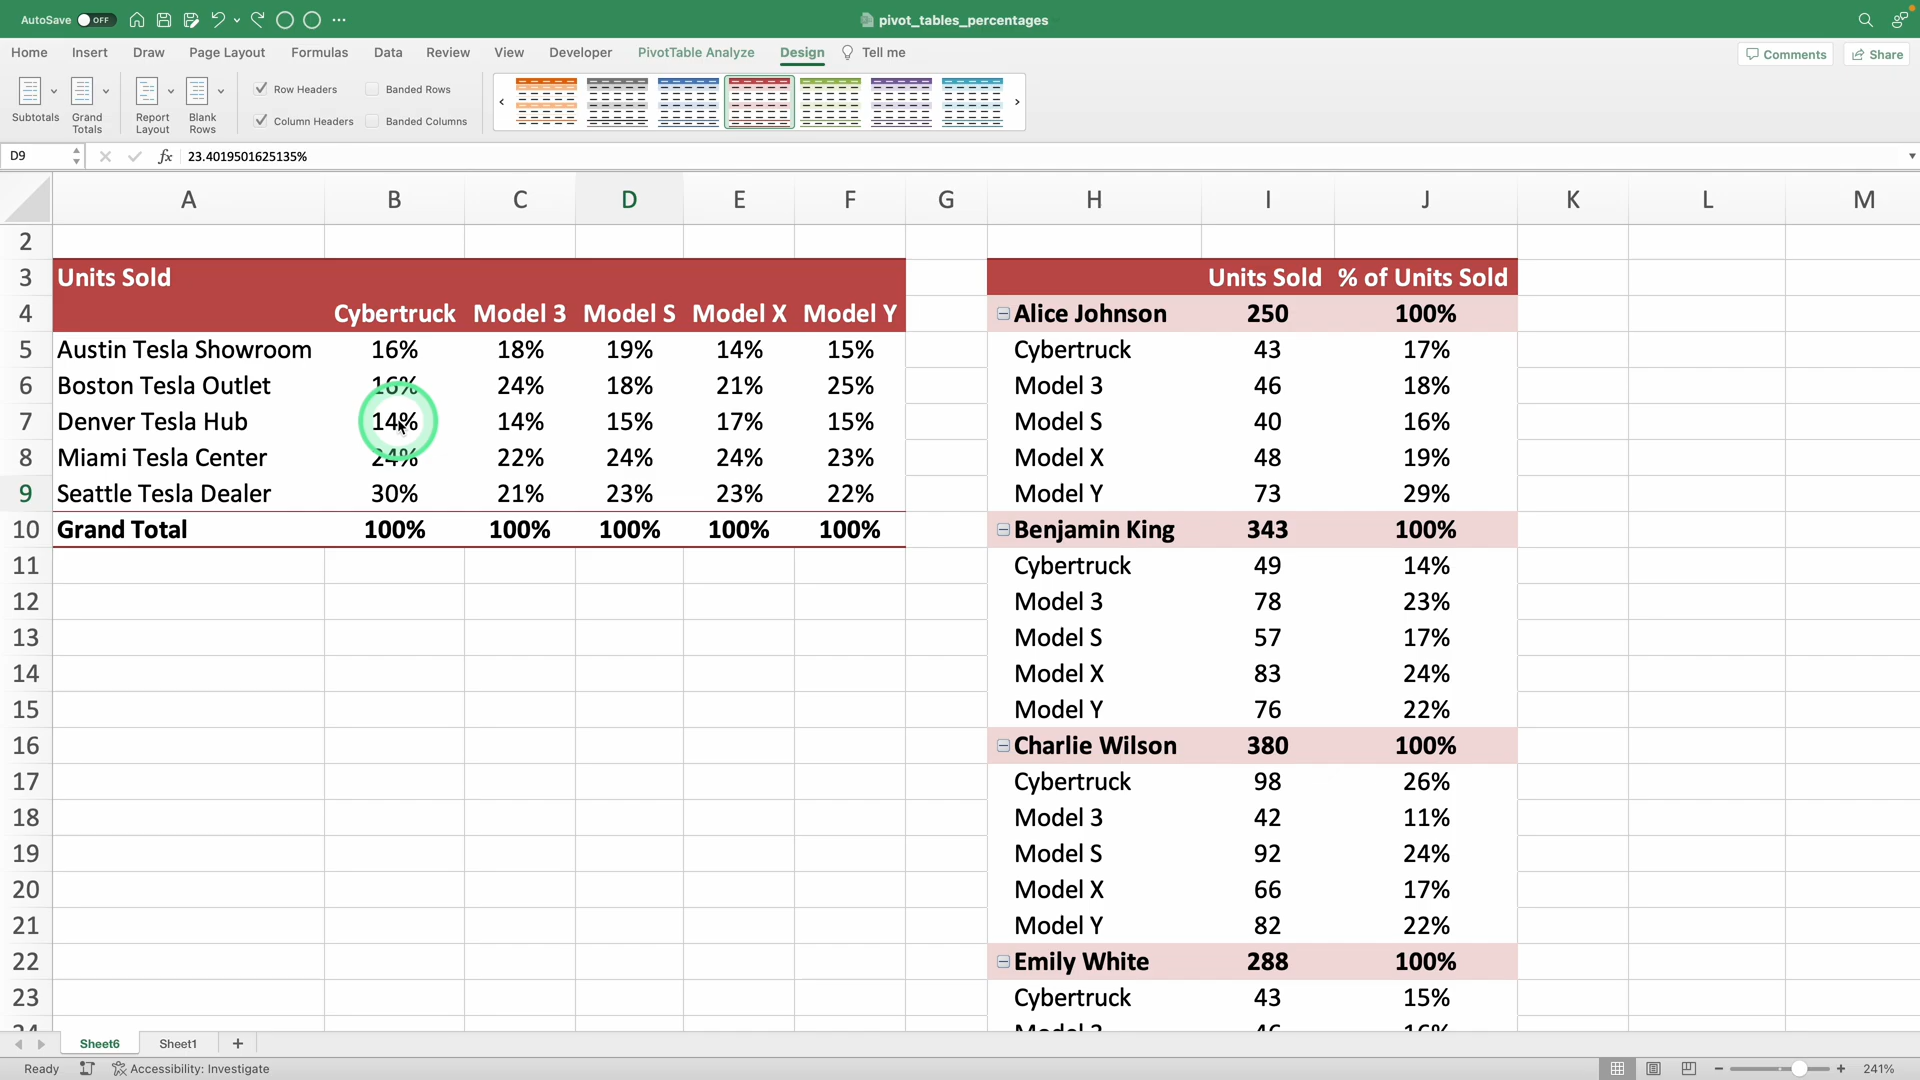 AutoSave OFF ... pivot_tables_percentages
Home Insert Draw Page Layout Formulas Data Review View Developer PivotTable Analyze Design Tell me Comments Share
Subtotals Grand Totals Report Layout Blank Rows
Row Headers Banded Rows
Column Headers Banded Columns
D9 fx 23.4019501625135%
A B C D E F G H I J K L M
2
3 Units Sold Units Sold % of Units Sold
4 Cybertruck Model 3 Model S Model X Model Y Alice Johnson 250 100%
5 Austin Tesla Showroom 16% 18% 19% 14% 15% Cybertruck 43 17%
6 Boston Tesla Outlet 16% 24% 18% 21% 25% Model 3 46 18%
7 Denver Tesla Hub 14% 14% 15% 17% 15% Model S 40 16%
8 Miami Tesla Center 24% 22% 24% 24% 23% Model X 48 19%
9 Seattle Tesla Dealer 30% 21% 23% 23% 22% Model Y 73 29%
10 Grand Total 100% 100% 100% 100% 100% Benjamin King 343 100%
11 Cybertruck 49 14%
12 Model 3 78 23%
13 Model S 57 17%
14 Model X 83 24%
15 Model Y 76 22%
16 Charlie Wilson 380 100%
17 Cybertruck 98 26%
18 Model 3 42 11%
19 Model S 92 24%
20 Model X 66 17%
21 Model Y 82 22%
22 Emily White 288 100%
23 Cybertruck 43 15%
24 Model 3 46 16%
Sheet6 Sheet1 +
Ready Accessibility: Investigate 241%